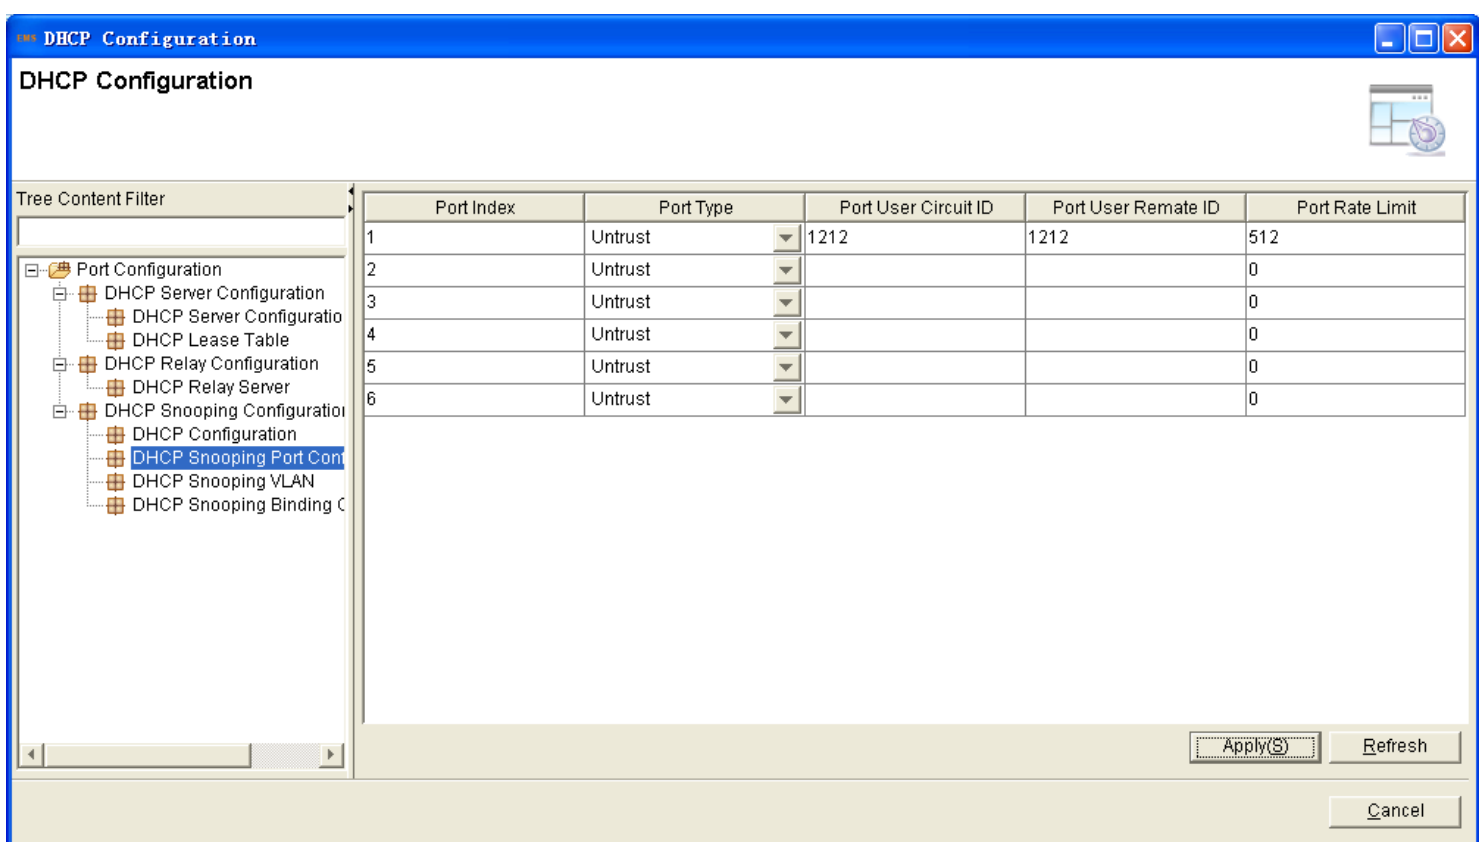 EMS DHCP Configuration
DHCP Configuration
Tree Content Filter
Port Configuration
DHCP Server Configuration
DHCP Server Configuratio
DHCP Lease Table
DHCP Relay Configuration
DHCP Relay Server
DHCP Snooping Configuration
DHCP Configuration
DHCP Snooping Port Conf
DHCP Snooping VLAN
DHCP Snooping Binding C
Port Index Port Type Port User Circuit ID Port User Remate ID Port Rate Limit
1 Untrust 1212 1212 512
2 Untrust 0
3 Untrust 0
4 Untrust 0
5 Untrust 0
6 Untrust 0
Apply(S) Refresh
Cancel